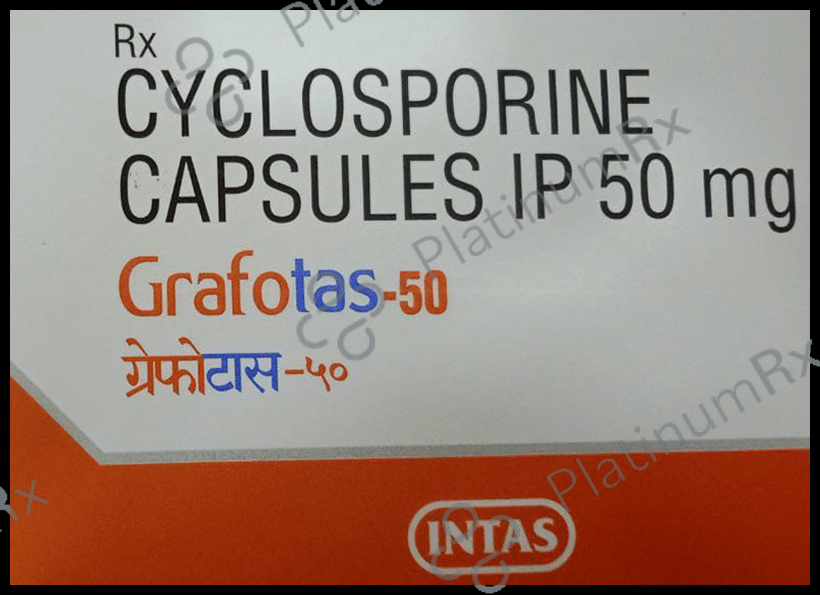 Rx
CYCLOSPORINE
CAPSULES IP 50 mg
Grafotas-50
ग्रेफोटास-५०
INTAS
PlatinumRx
PlatinumRx
PlatinumRx